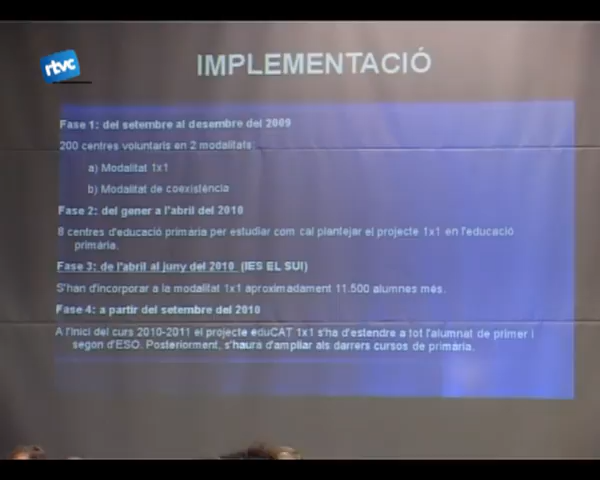 rtvc
IMPLEMENTACIÓ
Fase 1: del setembre al desembre del 2009
200 centres voluntaris en 2 modalitats:
a) Modalitat 1x1
b) Modalitat de coexistència
Fase 2: del gener a l'abril del 2010
8 centres d'educació primària per estudiar com cal plantejar el projecte 1x1 en l'educació
primària.
Fase 3: de l'abril al juny del 2010 (IES EL SUI)
S'han d'incorporar a la modalitat 1x1 aproximadament 11.500 alumnes més.
Fase 4: a partir del setembre del 2010
A l'inici del curs 2010-2011 el projecte eduCAT 1x1 s'ha d'estendre a tot l'alumnat de primer i
segon d'ESO. Posteriorment, s'haurà d'ampliar als darrers cursos de primària.